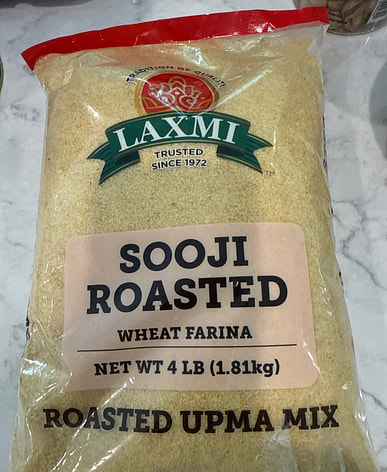 TRADITION OF QUALITY
LAXMI
TRUSTED
SINCE 1972
TM
SOOJI
ROASTED
WHEAT FARINA
NET WT 4 LB (1.81kg)
ROASTED UPMA MIX